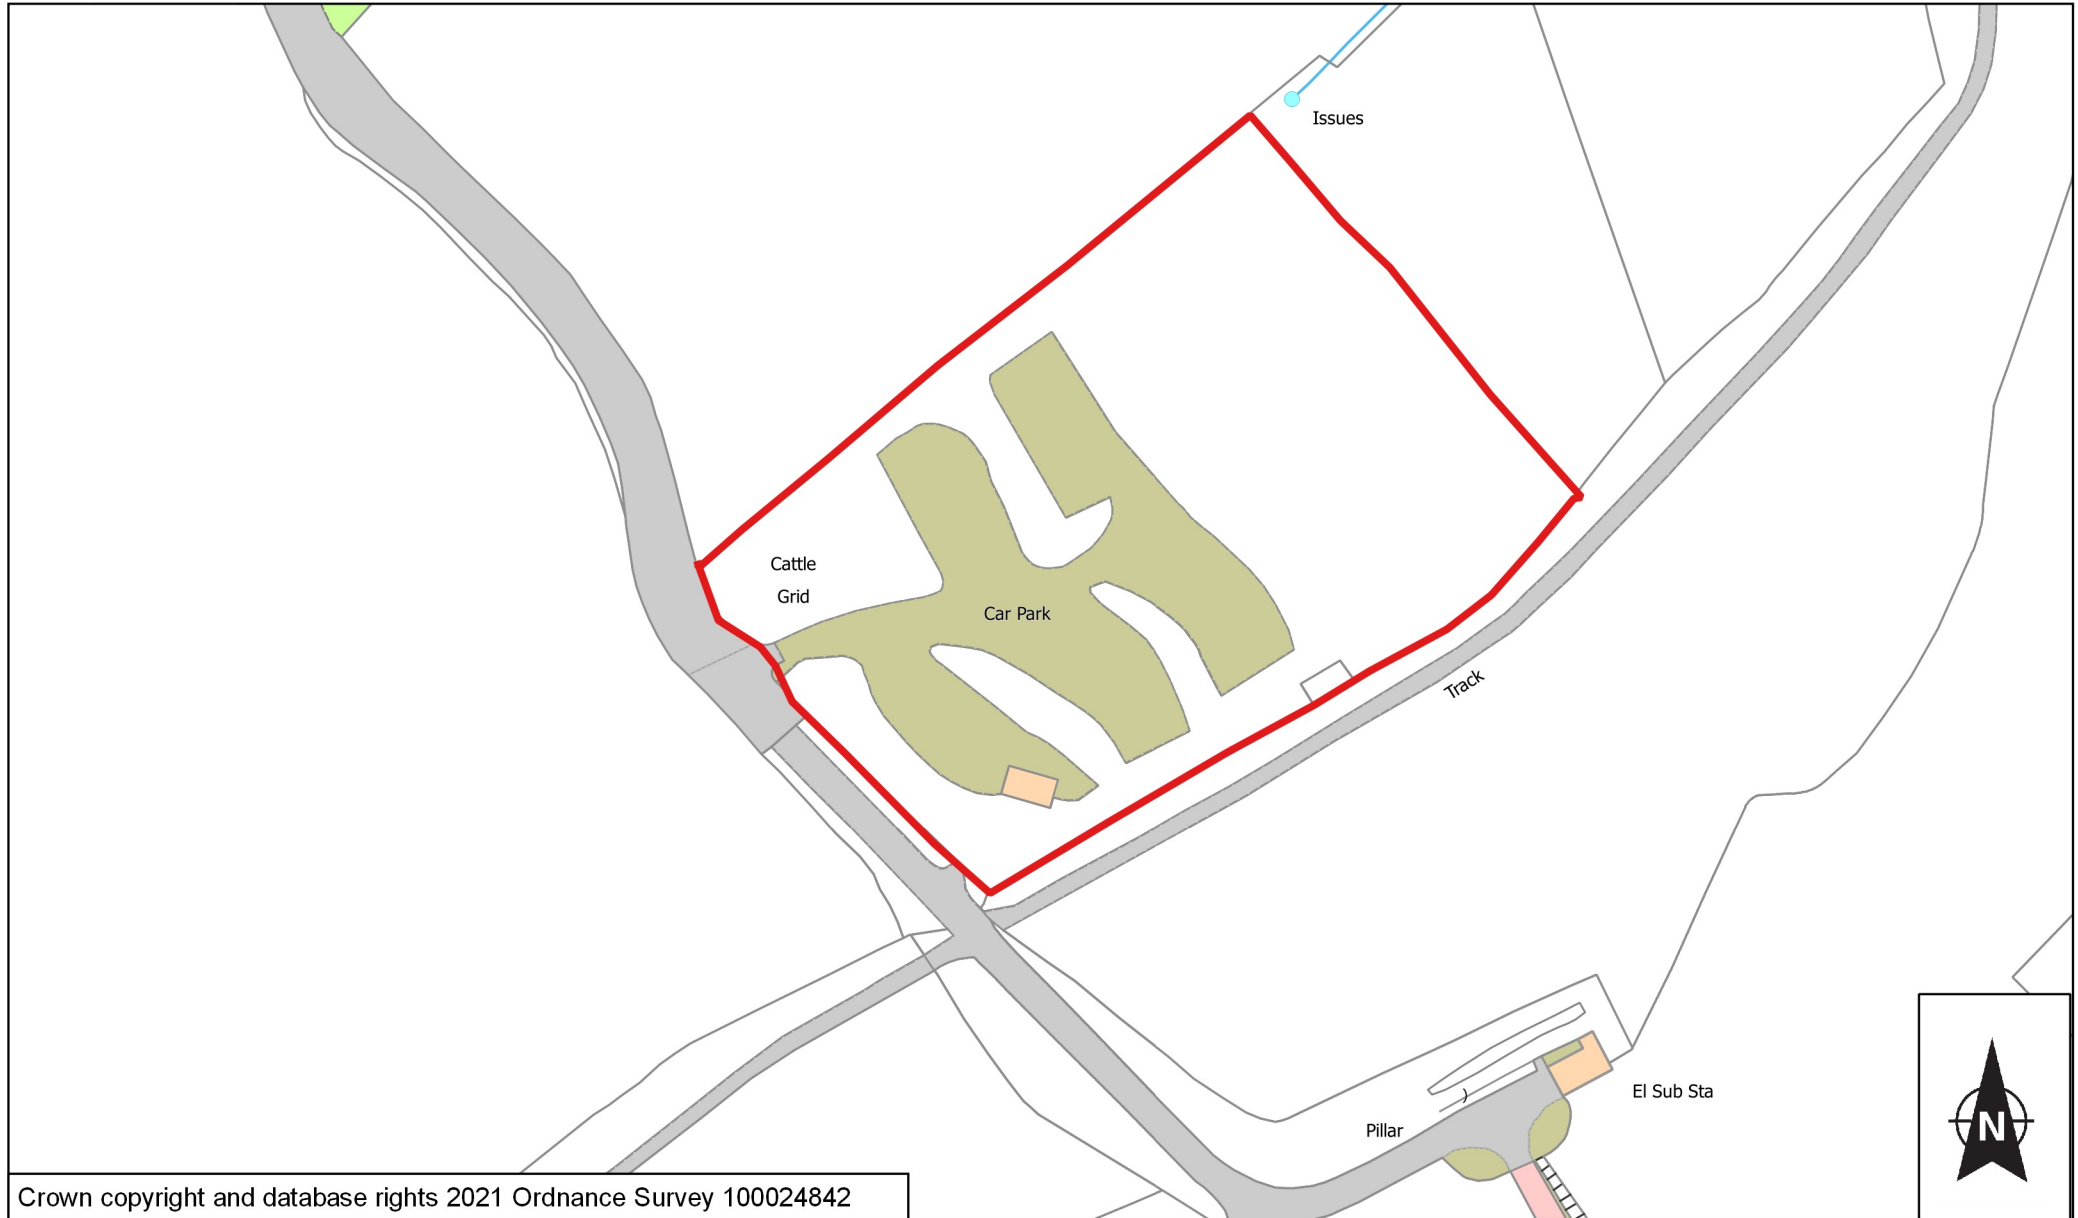 Issues
Cattle
Grid
Car Park
Track
El Sub Sta
Pillar
N
Crown copyright and database rights 2021 Ordnance Survey 100024842